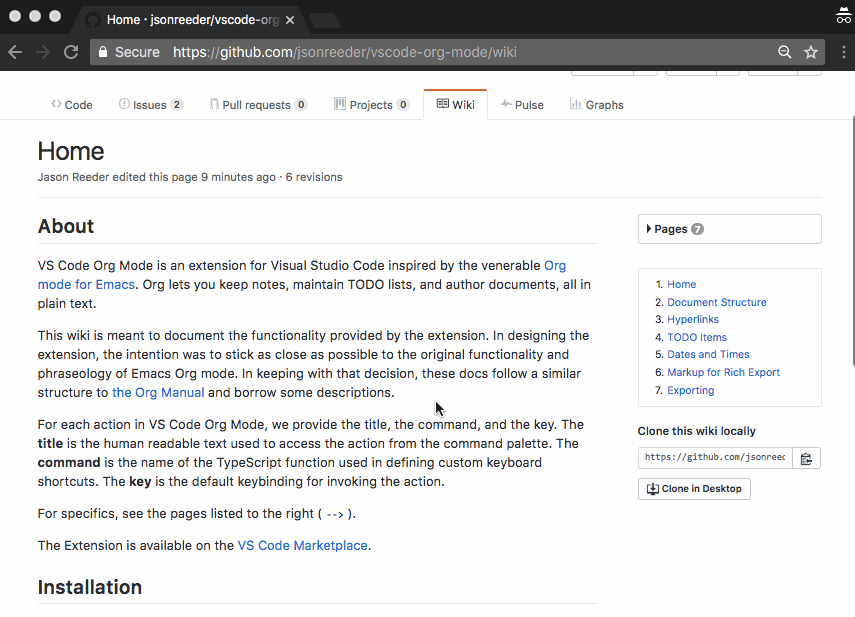 Home · jsonreeder/vscode-org
Secure https://github.com/jsonreeder/vscode-org-mode/wiki
Code Issues 2 Pull requests 0 Projects 0 Wiki Pulse Graphs
Home
Jason Reeder edited this page 9 minutes ago · 6 revisions
About
VS Code Org Mode is an extension for Visual Studio Code inspired by the venerable Org
mode for Emacs. Org lets you keep notes, maintain TODO lists, and author documents, all in
plain text.
This wiki is meant to document the functionality provided by the extension. In designing the
extension, the intention was to stick as close as possible to the original functionality and
phraseology of Emacs Org mode. In keeping with that decision, these docs follow a similar
structure to the Org Manual and borrow some descriptions.
For each action in VS Code Org Mode, we provide the title, the command, and the key. The
title is the human readable text used to access the action from the command palette. The
command is the name of the TypeScript function used in defining custom keyboard
shortcuts. The key is the default keybinding for invoking the action.
For specifics, see the pages listed to the right ( --> ).
The Extension is available on the VS Code Marketplace.
Installation
Pages 7
1. Home
2. Document Structure
3. Hyperlinks
4. TODO Items
5. Dates and Times
6. Markup for Rich Export
7. Exporting
Clone this wiki locally
https://github.com/jsonreed
Clone in Desktop